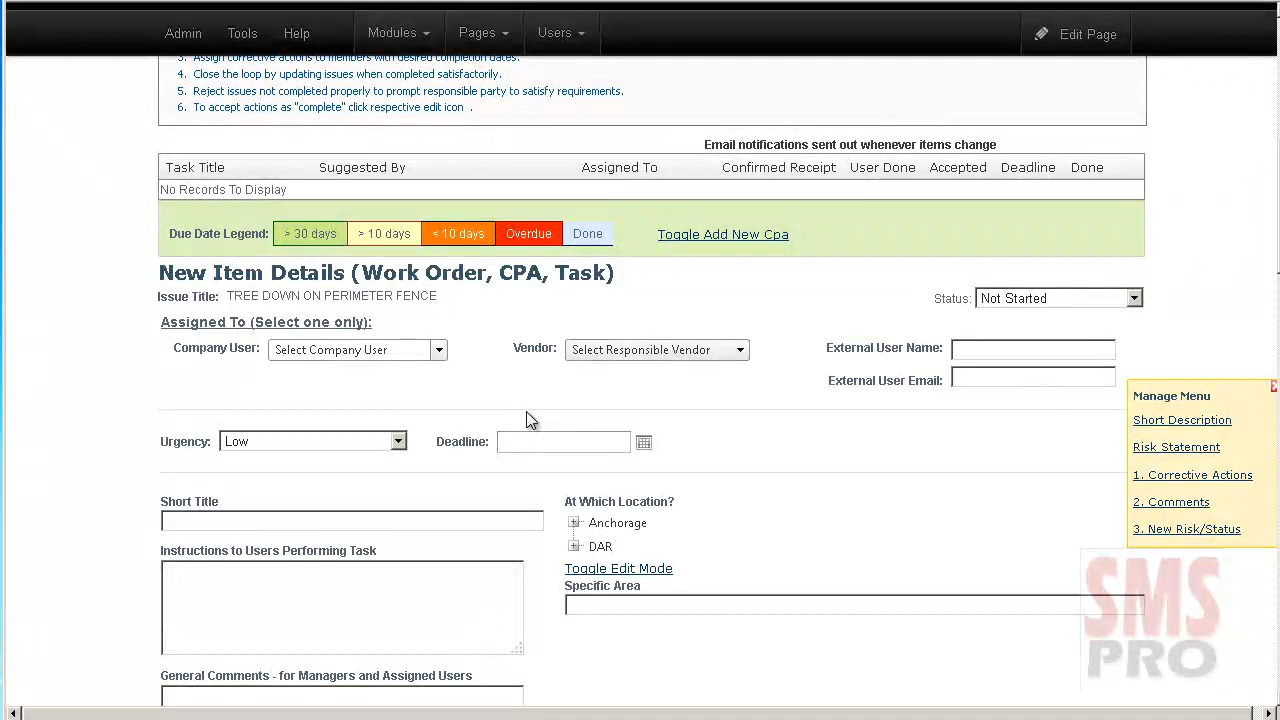 Admin Tools Help Modules Pages Users Edit Page
3. Assign corrective actions to members with desired completion dates.
4. Close the loop by updating issues when completed satisfactorily.
5. Reject issues not completed properly to prompt responsible party to satisfy requirements.
6. To accept actions as "complete" click respective edit icon .
Email notifications sent out whenever items change
Task Title Suggested By Assigned To Confirmed Receipt User Done Accepted Deadline Done
No Records To Display
Due Date Legend: > 30 days > 10 days < 10 days Overdue Done Toggle Add New Cpa
New Item Details (Work Order, CPA, Task)
Issue Title: TREE DOWN ON PERIMETER FENCE
Status: Not Started
Assigned To (Select one only):
Company User: Select Company User Vendor: Select Responsible Vendor External User Name:
External User Email:
Manage Menu
Short Description
Risk Statement
1. Corrective Actions
2. Comments
3. New Risk/Status
Urgency: Low Deadline:
Short Title
At Which Location?
Anchorage
DAR
Toggle Edit Mode
Specific Area
Instructions to Users Performing Task
General Comments - for Managers and Assigned Users
SMS
PRO